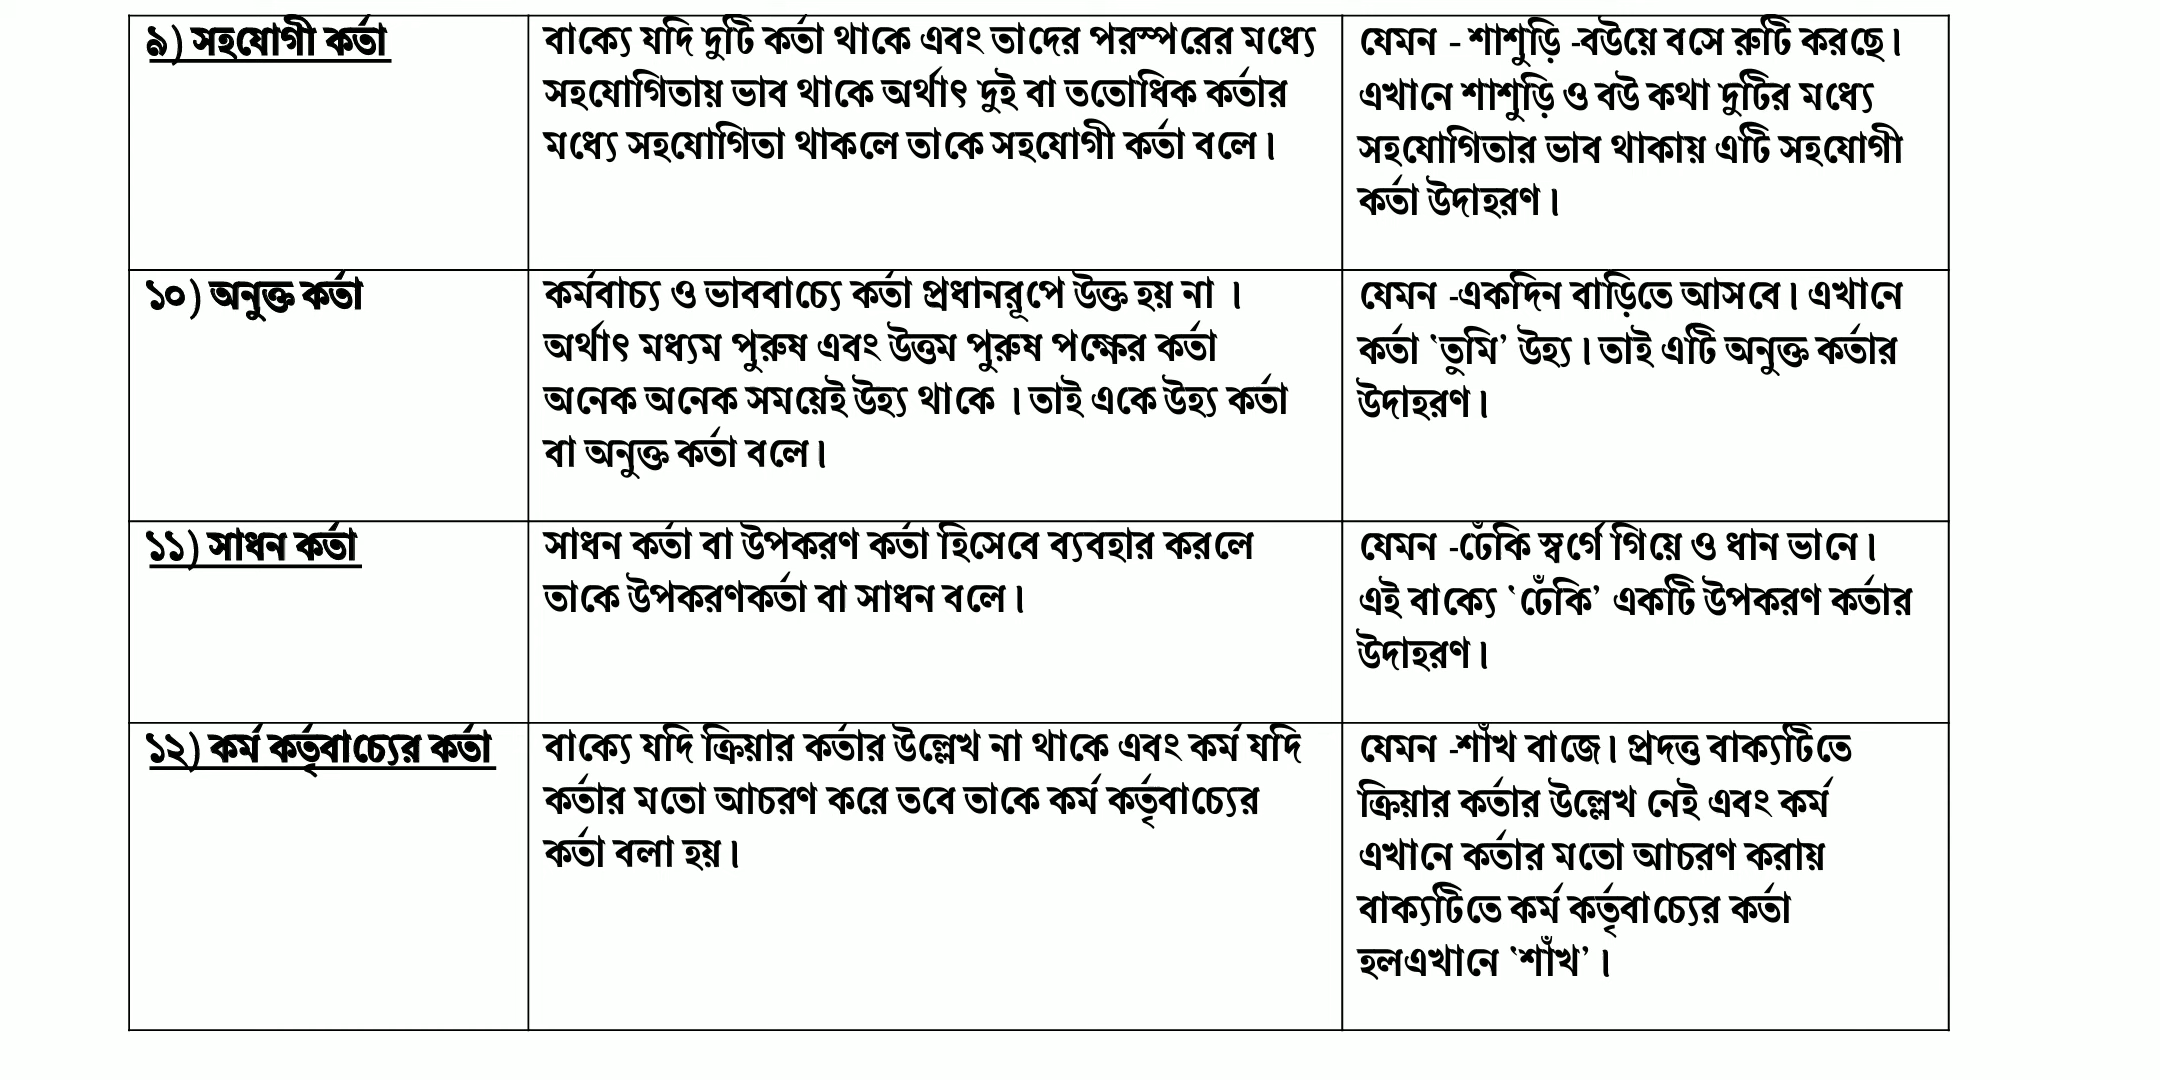 ৯) সহযোগী কর্তা
বাক্যে যদি দুটি কর্তা থাকে এবং তাদের পরস্পরের মধ্যে
সহযোগিতায় ভাব থাকে অর্থাৎ দুই বা ততোধিক কর্তার
মধ্যে সহযোগিতা থাকলে তাকে সহযোগী কর্তা বলে।
যেমন - শাশুড়ি -বউয়ে বসে রুটি করছে।
এখানে শাশুড়ি ও বউ কথা দুটির মধ্যে
সহযোগিতার ভাব থাকায় এটি সহযোগী
কর্তা উদাহরণ।
১০) অনুক্ত কর্তা
কর্মবাচ্য ও ভাববাচ্যে কর্তা প্রধানরূপে উক্ত হয় না ।
অর্থাৎ মধ্যম পুরুষ এবং উত্তম পুরুষ পক্ষের কর্তা
অনেক অনেক সময়েই উহ্য থাকে । তাই একে উহ্য কর্তা
বা অনুক্ত কর্তা বলে।
যেমন -একদিন বাড়িতে আসবে। এখানে
কর্তা ‘তুমি’ উহ্য। তাই এটি অনুক্ত কর্তার
উদাহরণ।
১১) সাধন কর্তা
সাধন কর্তা বা উপকরণ কর্তা হিসেবে ব্যবহার করলে
তাকে উপকরণকর্তা বা সাধন বলে।
যেমন -ঢেঁকি স্বর্গে গিয়ে ও ধান ভানে।
এই বাক্যে ‘ঢেঁকি’ একটি উপকরণ কর্তার
উদাহরণ।
১২) কর্ম কর্তৃবাচ্যের কর্তা
বাক্যে যদি ক্রিয়ার কর্তার উল্লেখ না থাকে এবং কর্ম যদি
কর্তার মতো আচরণ করে তবে তাকে কর্ম কর্তৃবাচ্যের
কর্তা বলা হয়।
যেমন -শাঁখ বাজে। প্রদত্ত বাক্যটিতে
ক্রিয়ার কর্তার উল্লেখ নেই এবং কর্ম
এখানে কর্তার মতো আচরণ করায়
বাক্যটিতে কর্ম কর্তৃবাচ্যের কর্তা
হলএখানে ‘শাঁখ’।